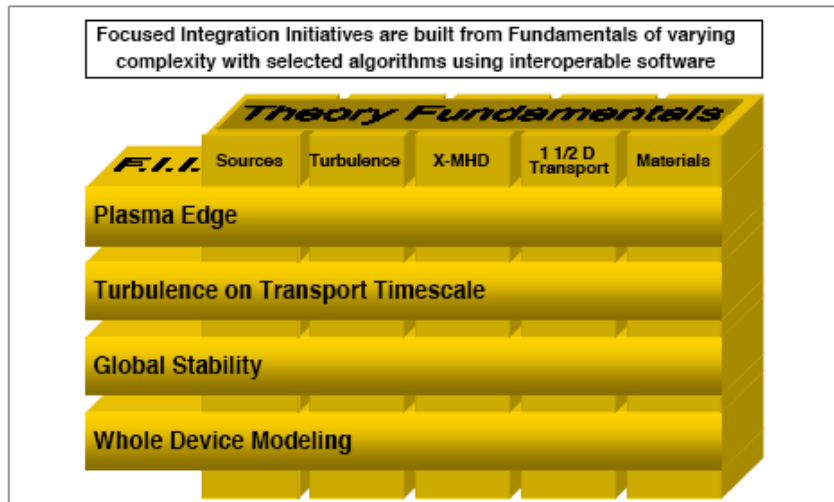 Focused Integration Initiatives are built from Fundamentals of varying
complexity with selected algorithms using interoperable software
Theory Fundamentals
F.I.I.
Sources
Turbulence
X-MHD
1 1/2 D
Transport
Materials
Plasma Edge
Turbulence on Transport Timescale
Global Stability
Whole Device Modeling